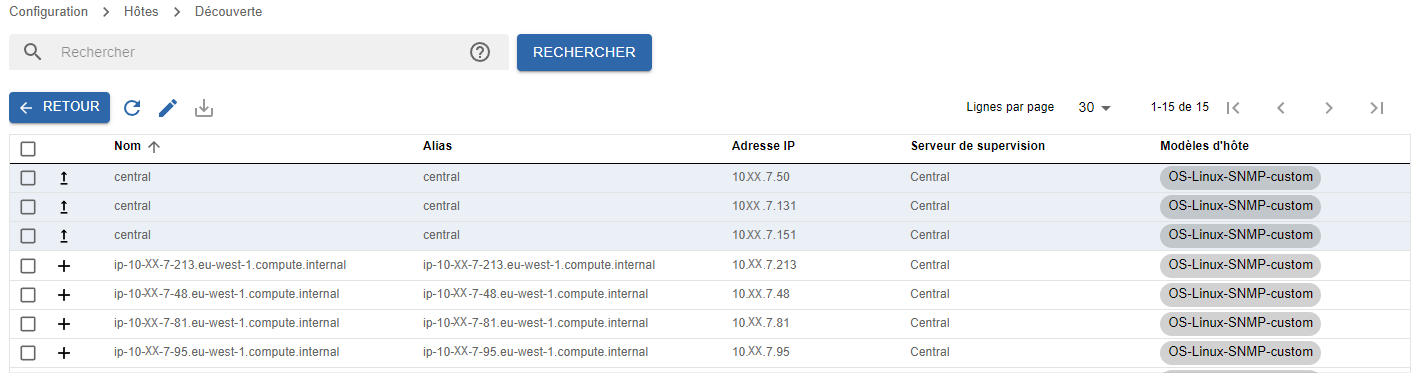 Configuration > Hôtes > Découverte
Rechercher RECHERCHER
RETOUR Lignes par page 30 1-15 de 15
Nom Alias Adresse IP Serveur de supervision Modèles d'hôte
central central 10XX.7.50 Central OS-Linux-SNMP-custom
central central 10XX.7.131 Central OS-Linux-SNMP-custom
central central 10.XX.7.151 Central OS-Linux-SNMP-custom
ip-10-XX-7-213.eu-west-1.compute.internal ip-10-XX-7-213.eu-west-1.compute.internal 10.XX.7.213 Central OS-Linux-SNMP-custom
ip-10-XX-7-48.eu-west-1.compute.internal ip-10-XX-7-48.eu-west-1.compute.internal 10.XX.7.48 Central OS-Linux-SNMP-custom
ip-10-XX-7-81.eu-west-1.compute.internal ip-10-XX-7-81.eu-west-1.compute.internal 10.XX.7.81 Central OS-Linux-SNMP-custom
ip-10-XX-7-95.eu-west-1.compute.internal ip-10-XX-7-95.eu-west-1.compute.internal 10.XX.7.95 Central OS-Linux-SNMP-custom